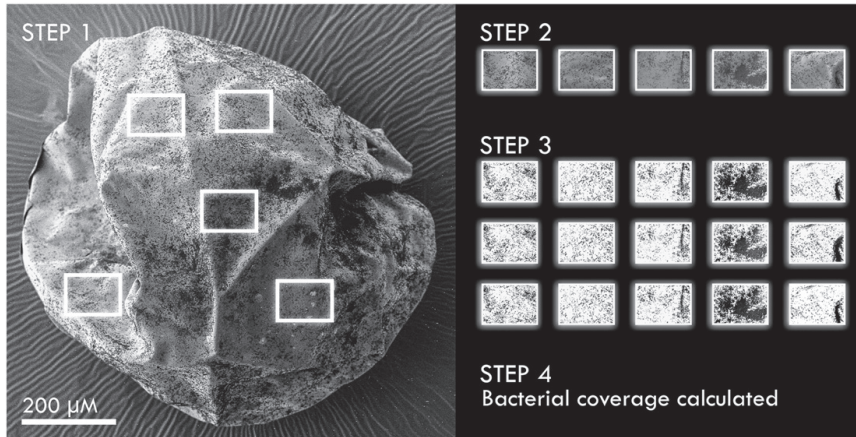 STEP 1
200 µM
STEP 2
STEP 3
STEP 4
Bacterial coverage calculated